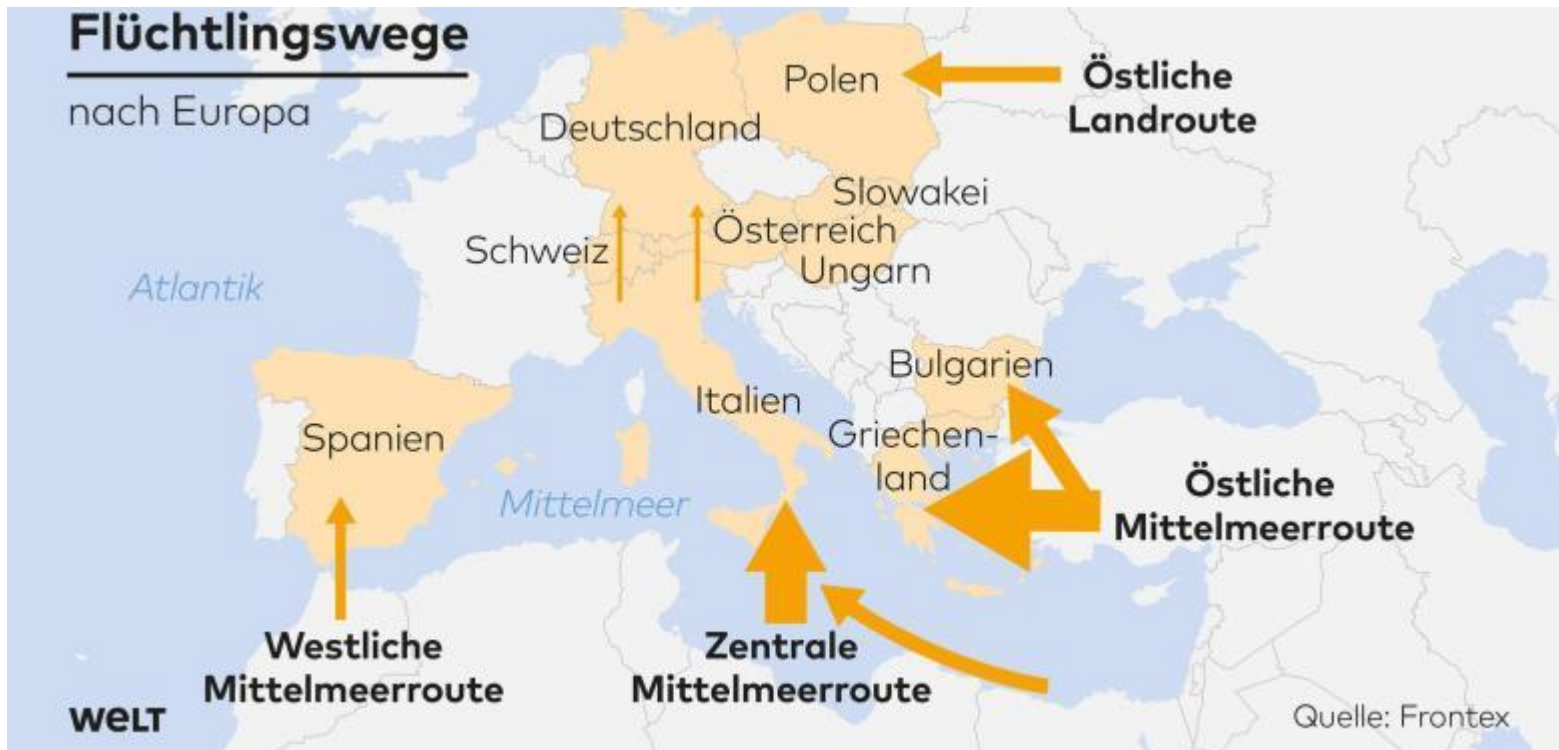 Flüchtlingswege
nach Europa
Polen
Östliche
Landroute
Deutschland
Slowakei
Österreich
Schweiz
Ungarn
Atlantik
Bulgarien
Italien
Griechen-
land
Spanien
Mittelmeer
Östliche
Mittelmeerroute
Westliche
Mittelmeerroute
Zentrale
Mittelmeerroute
WELT
Quelle: Frontex